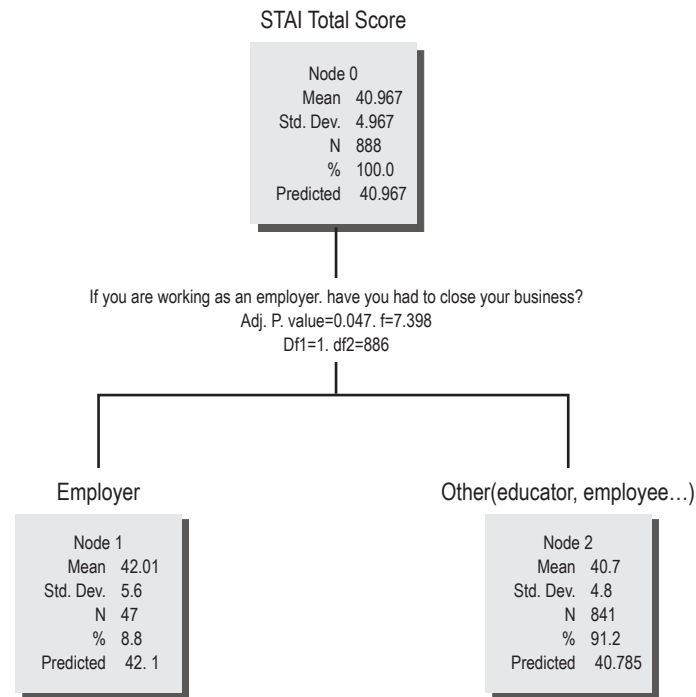 STAI Total Score
Node 0
Mean 40.967
Std. Dev. 4.967
N 888
% 100.0
Predicted 40.967
If you are working as an employer. have you had to close your business?
Adj. P. value=0.047. f=7.398
Df1=1. df2=886
Employer
Node 1
Mean 42.01
Std. Dev. 5.6
N 47
% 8.8
Predicted 42. 1
Other(educator, employee…)
Node 2
Mean 40.7
Std. Dev. 4.8
N 841
% 91.2
Predicted 40.785